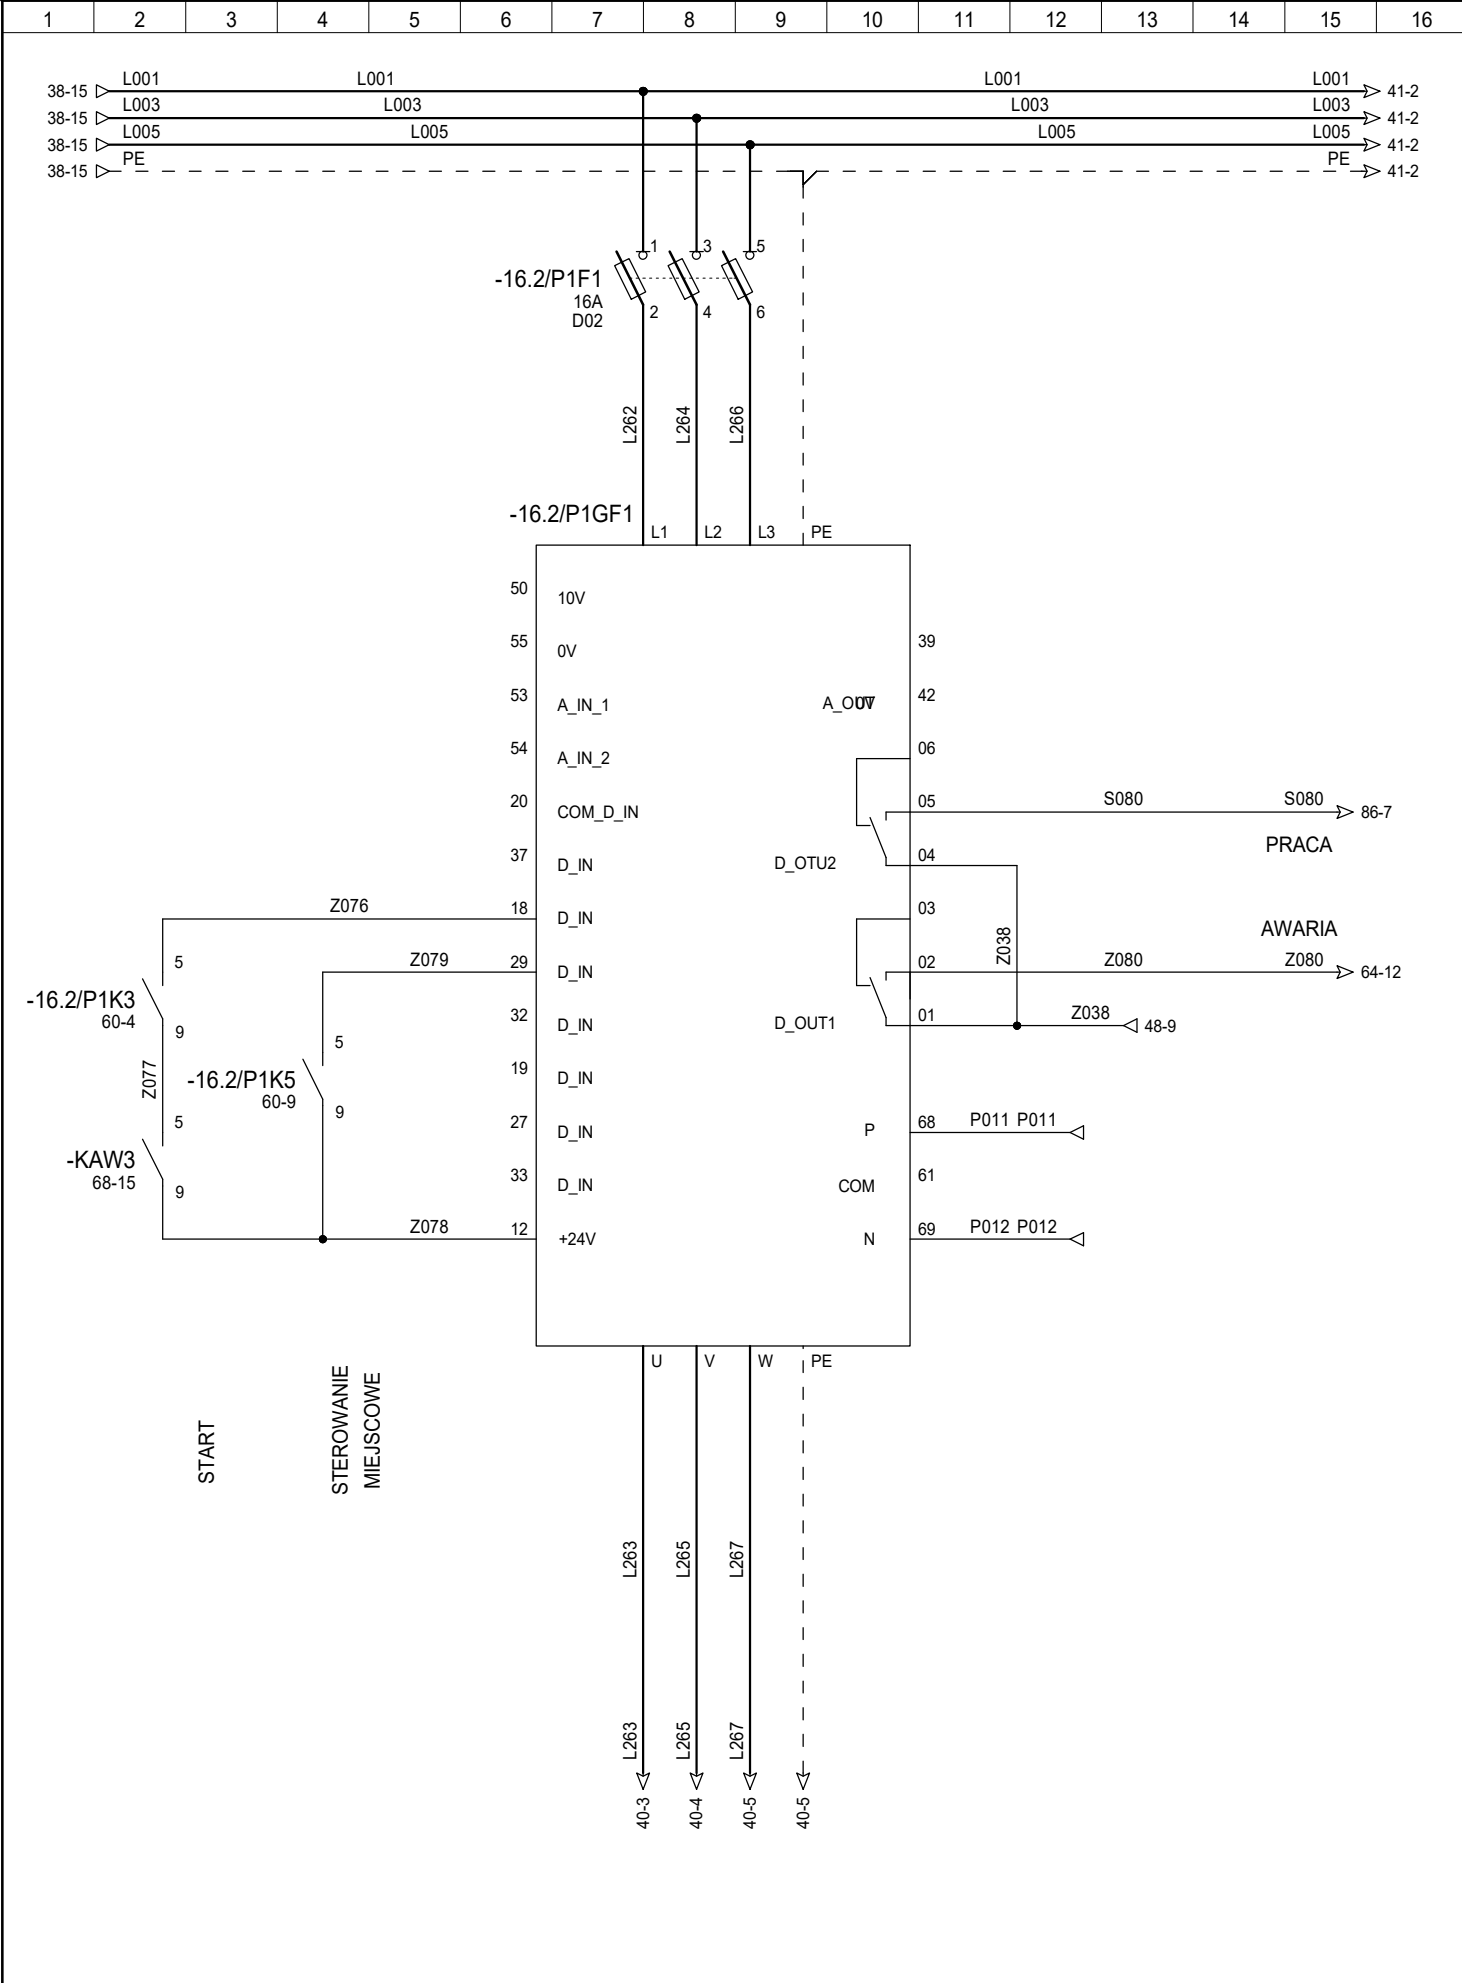 1 2 3 4 5 6 7 8 9 10 11 12 13 14 15 16
38-15 L001 L001 L001 L001 41-2
38-15 L003 L003 L003 L003 41-2
38-15 L005 L005 L005 L005 41-2
38-15 PE PE 41-2
1 3 5
-16.2/P1F1
16A
D02
2 4 6
L262 L264 L266
-16.2/P1GF1
L1 L2 L3 PE
50 10V
55 0V 39
53 A_IN_1 A_OUT 0V 42
54 A_IN_2 06
20 COM_D_IN 05 S080 S080 86-7
PRACA
37 D_IN D_OTU2 04
Z076 18 D_IN 03
Z038
AWARIA
5 Z079 29 D_IN 02 Z080 Z080 64-12
-16.2/P1K3
60-4
9
32 D_IN D_OUT1 01 Z038 48-9
5
Z077
-16.2/P1K5
60-9
9
19 D_IN
5
27 D_IN P 68 P011 P011
-KAW3
68-15
9
33 D_IN COM 61
Z078 12 +24V N 69 P012 P012
U V W PE
START
STEROWANIE
MIEJSCOWE
L263 L265 L267
L263 L265 L267
40-3 40-4 40-5 40-5